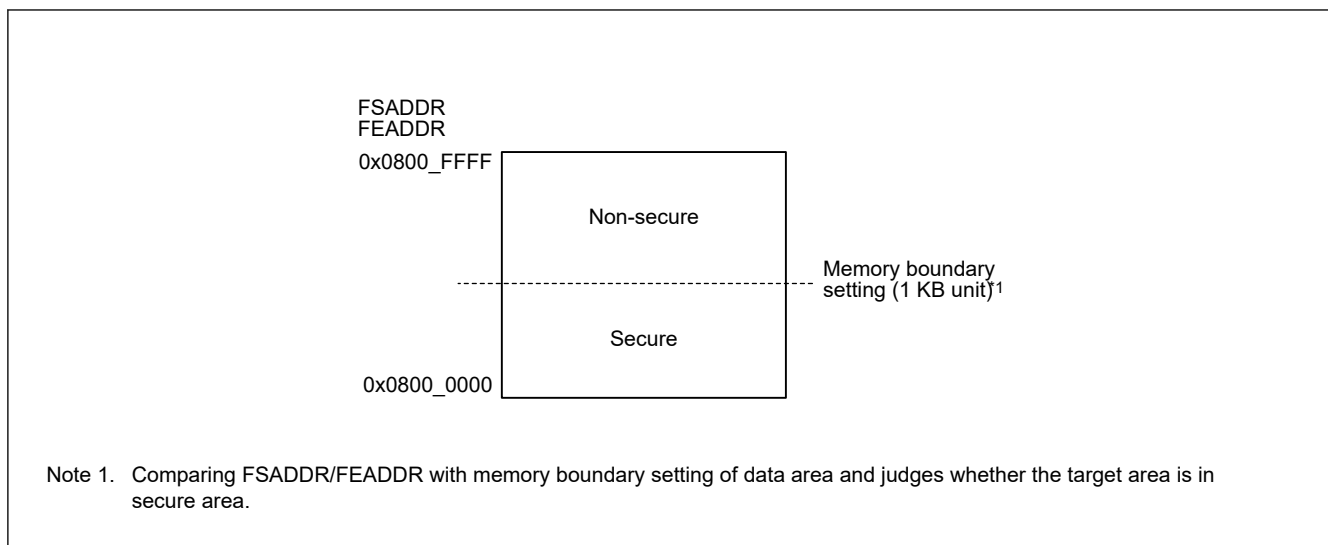 FSADDR
FEADDR
0x0800_FFFF
Non-secure
Memory boundary
setting (1 KB unit)*1
Secure
0x0800_0000
Note 1. Comparing FSADDR/FEADDR with memory boundary setting of data area and judges whether the target area is in
secure area.